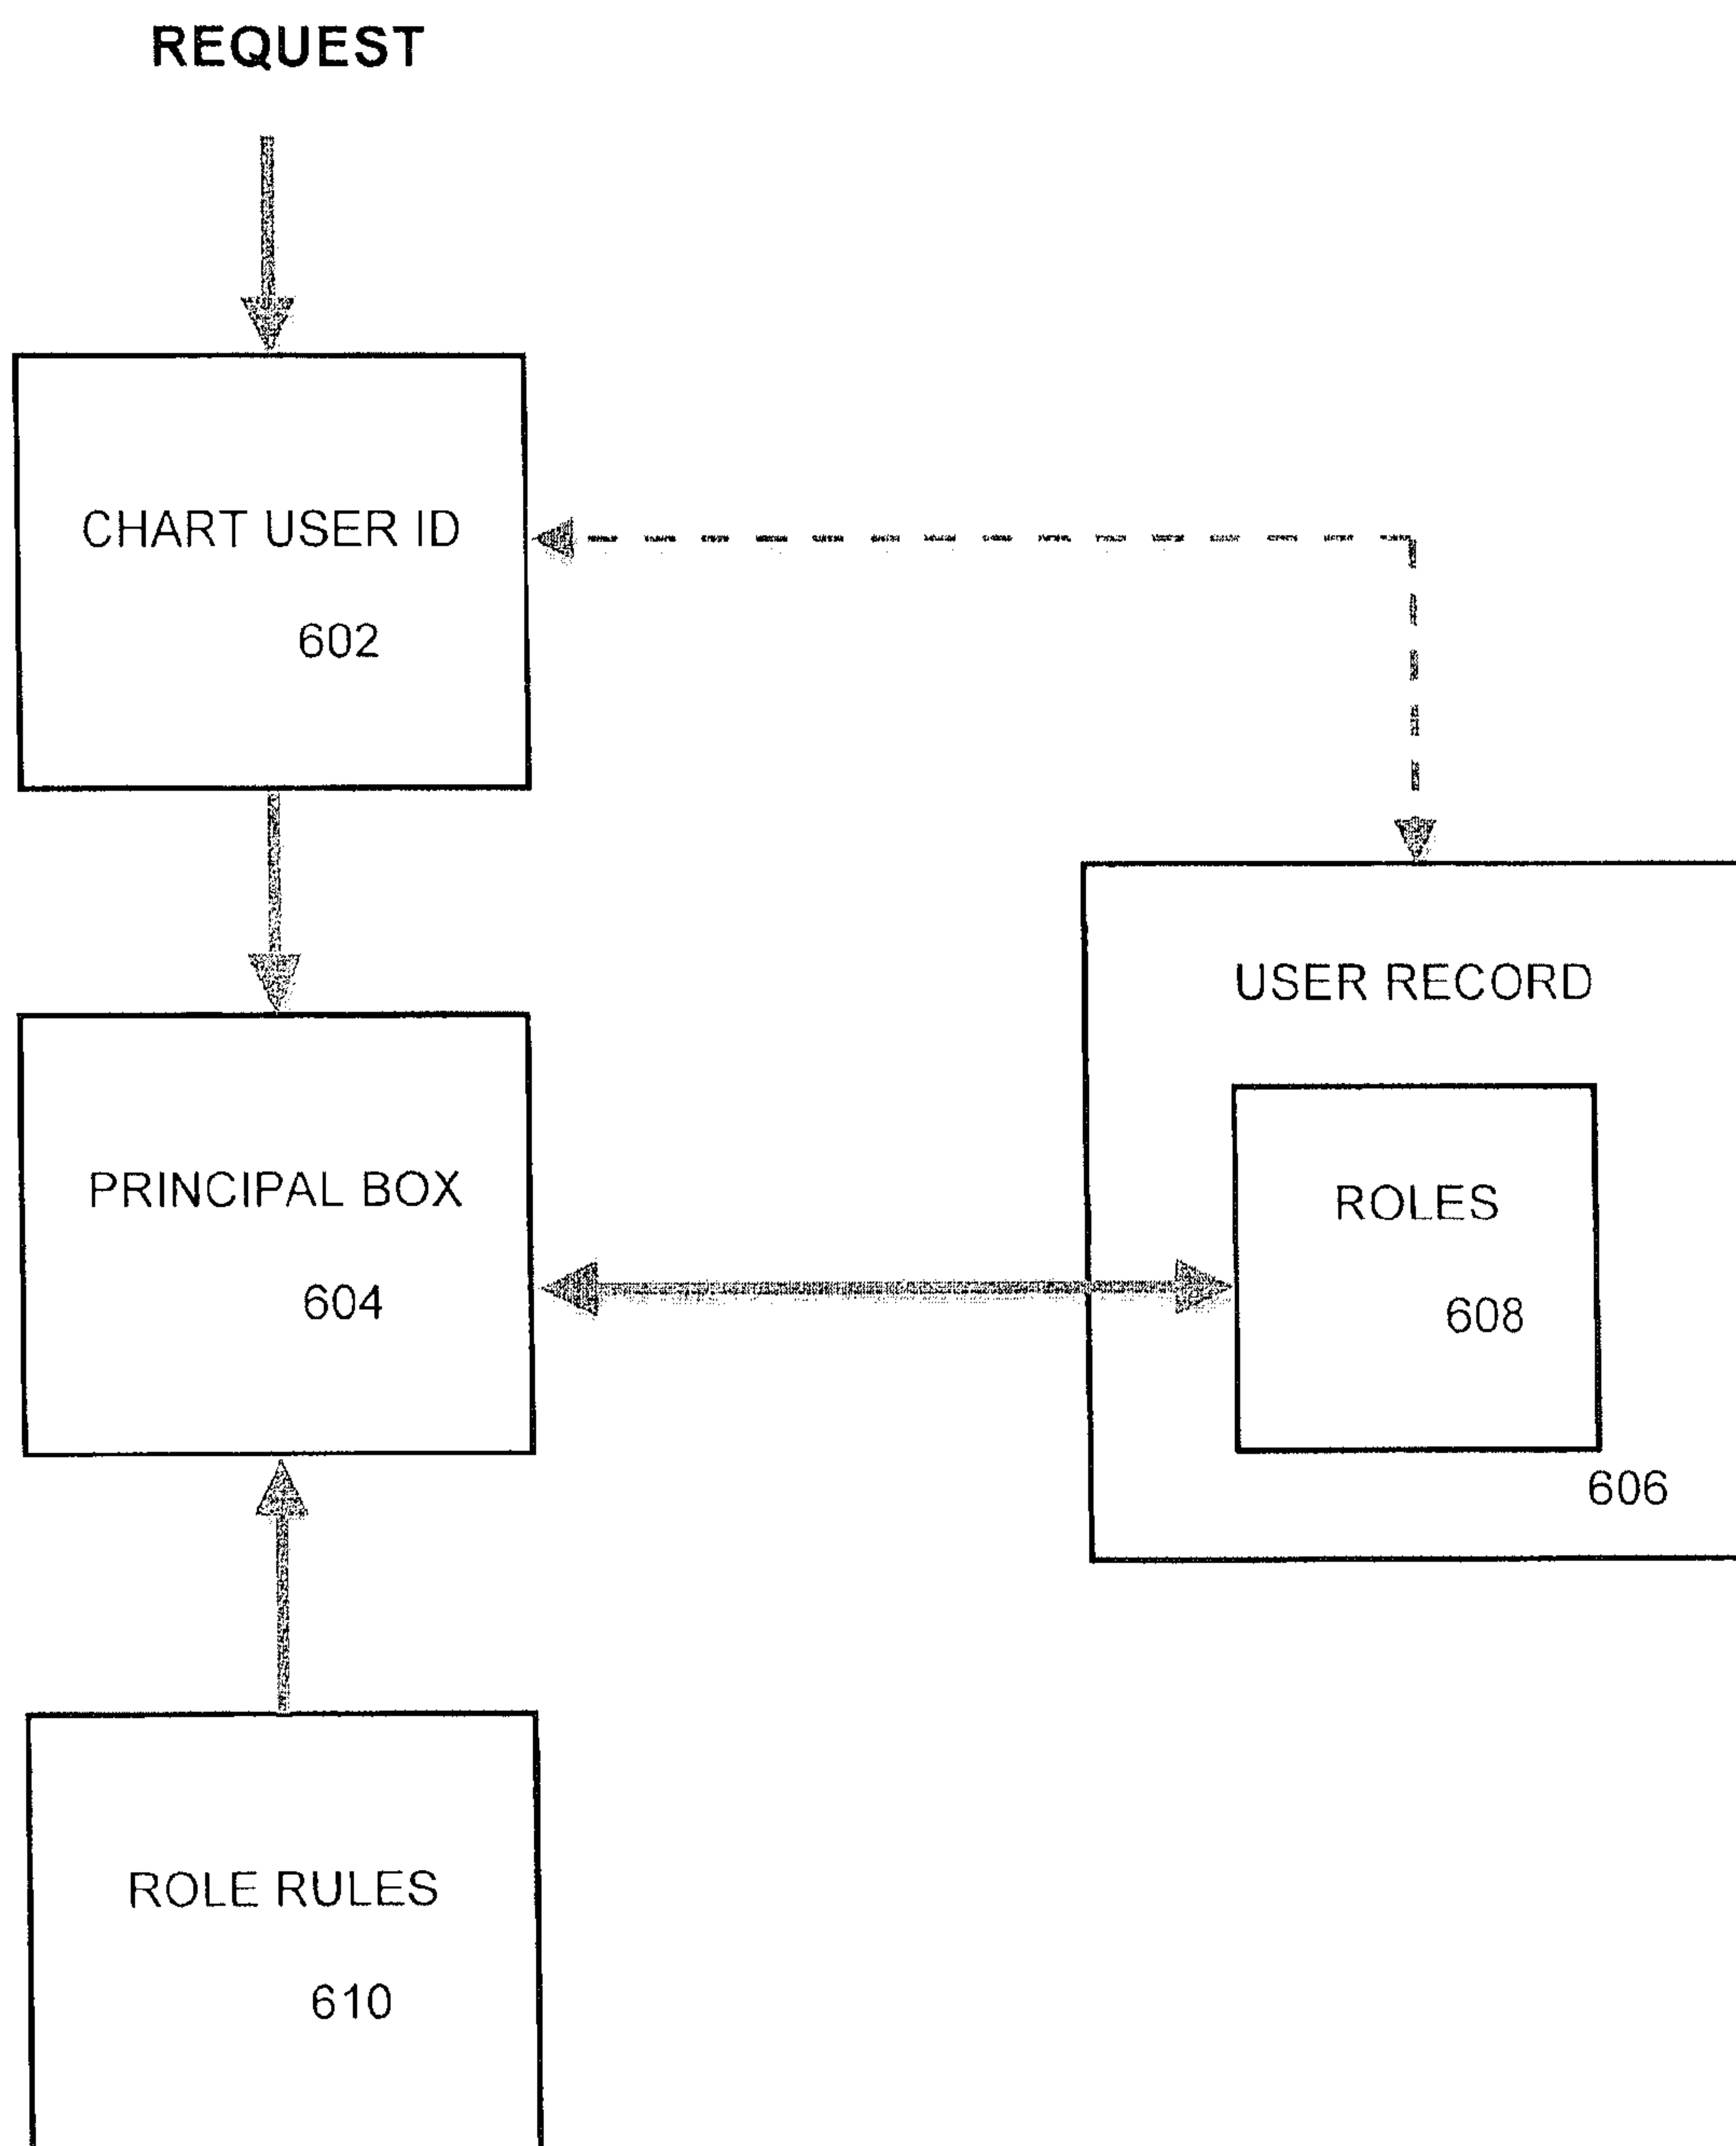 REQUEST
CHART USER ID
602
USER RECORD
PRINCIPAL BOX
604
ROLES
608
606
ROLE RULES
610